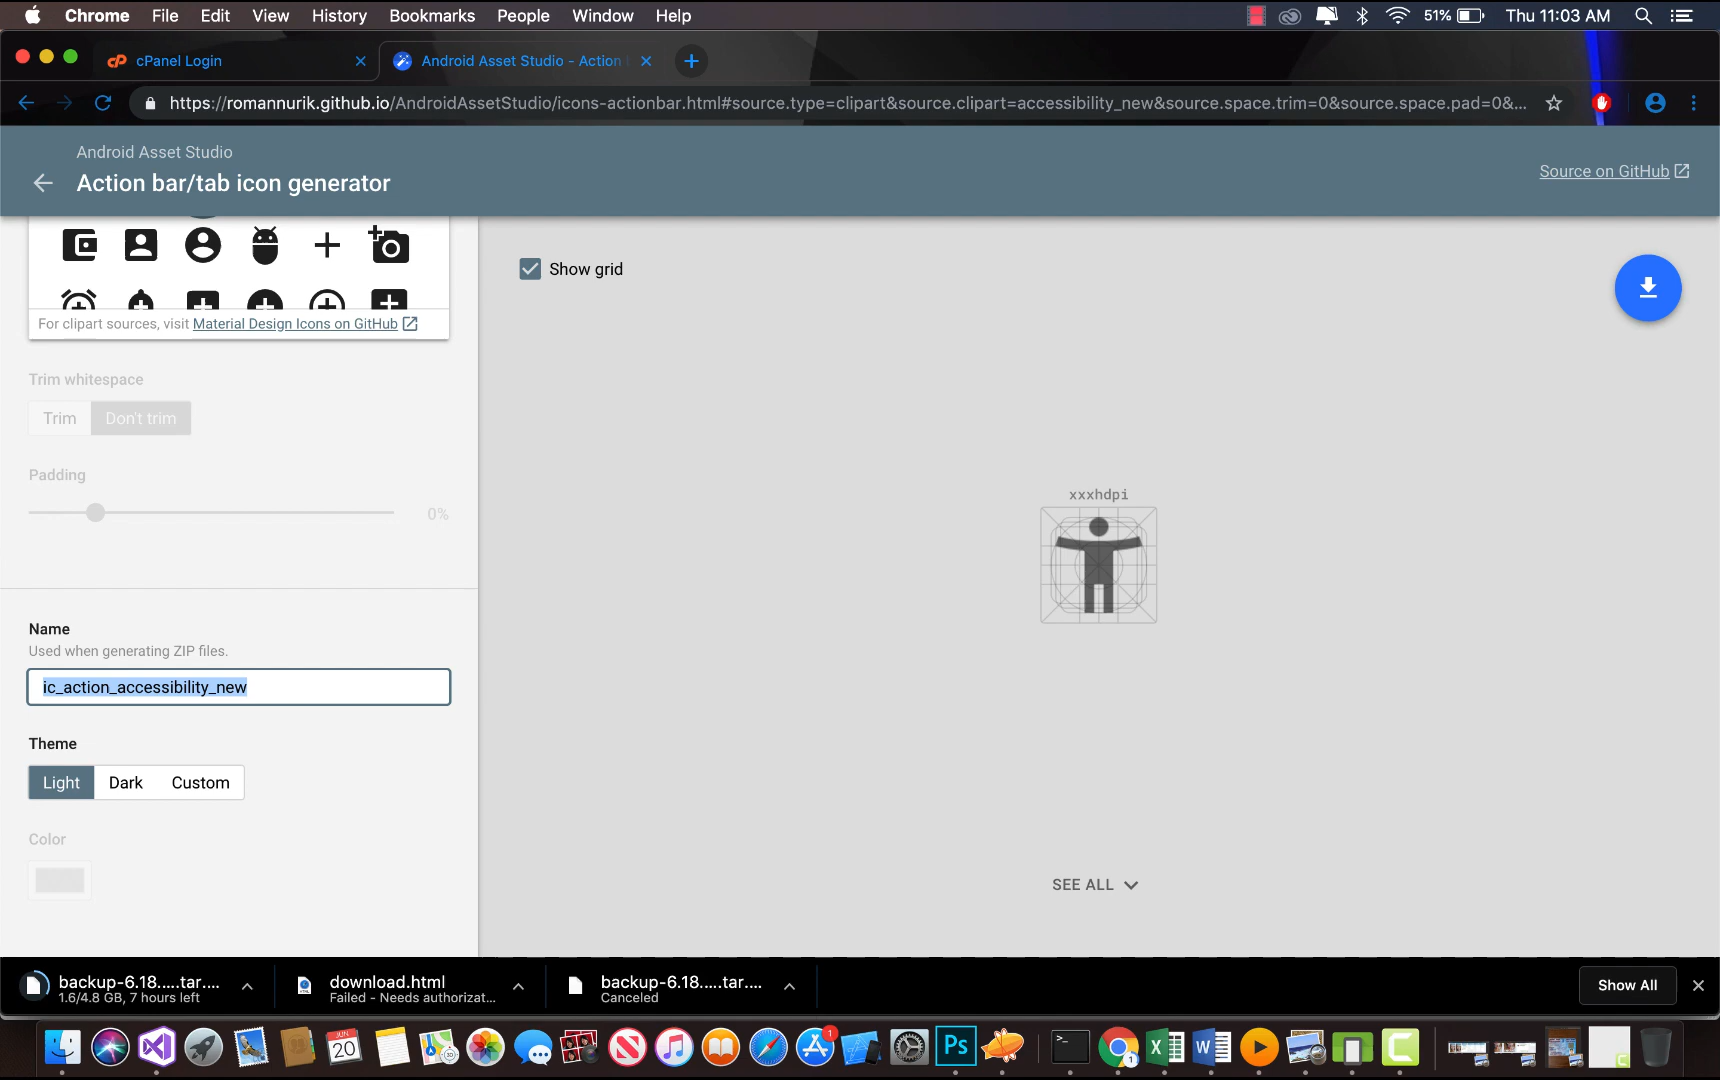 Chrome File Edit View History Bookmarks People Window Help 51% Thu 11:03 AM
cPanel Login
Android Asset Studio - Action
https://romannurik.github.io/AndroidAssetStudio/icons-actionbar.html#source.type=clipart&source.clipart=accessibility_new&source.space.trim=0&source.space.pad=0&...
Android Asset Studio
Action bar/tab icon generator
Source on GitHub
For clipart sources, visit Material Design Icons on GitHub
Trim whitespace
Trim Don't trim
Padding
0%
Name
Used when generating ZIP files.
ic_action_accessibility_new
Theme
Light Dark Custom
Color
Show grid
xxxhdpi
SEE ALL
backup-6.18.....tar....
1.6/4.8 GB, 7 hours left
download.html
Failed - Needs authorizat...
backup-6.18.....tar....
Canceled
Show All
JUN
20
1
Ps
1